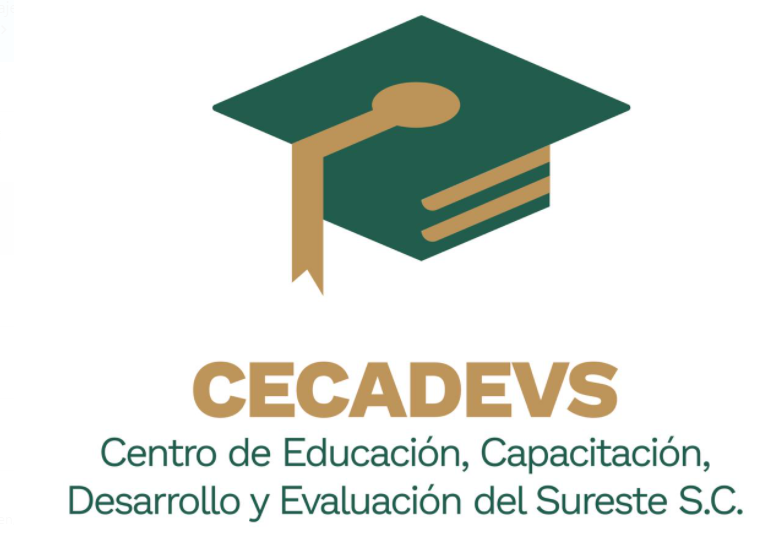 CECADEVS
Centro de Educación, Capacitación,
Desarrollo y Evaluación del Sureste S.C.